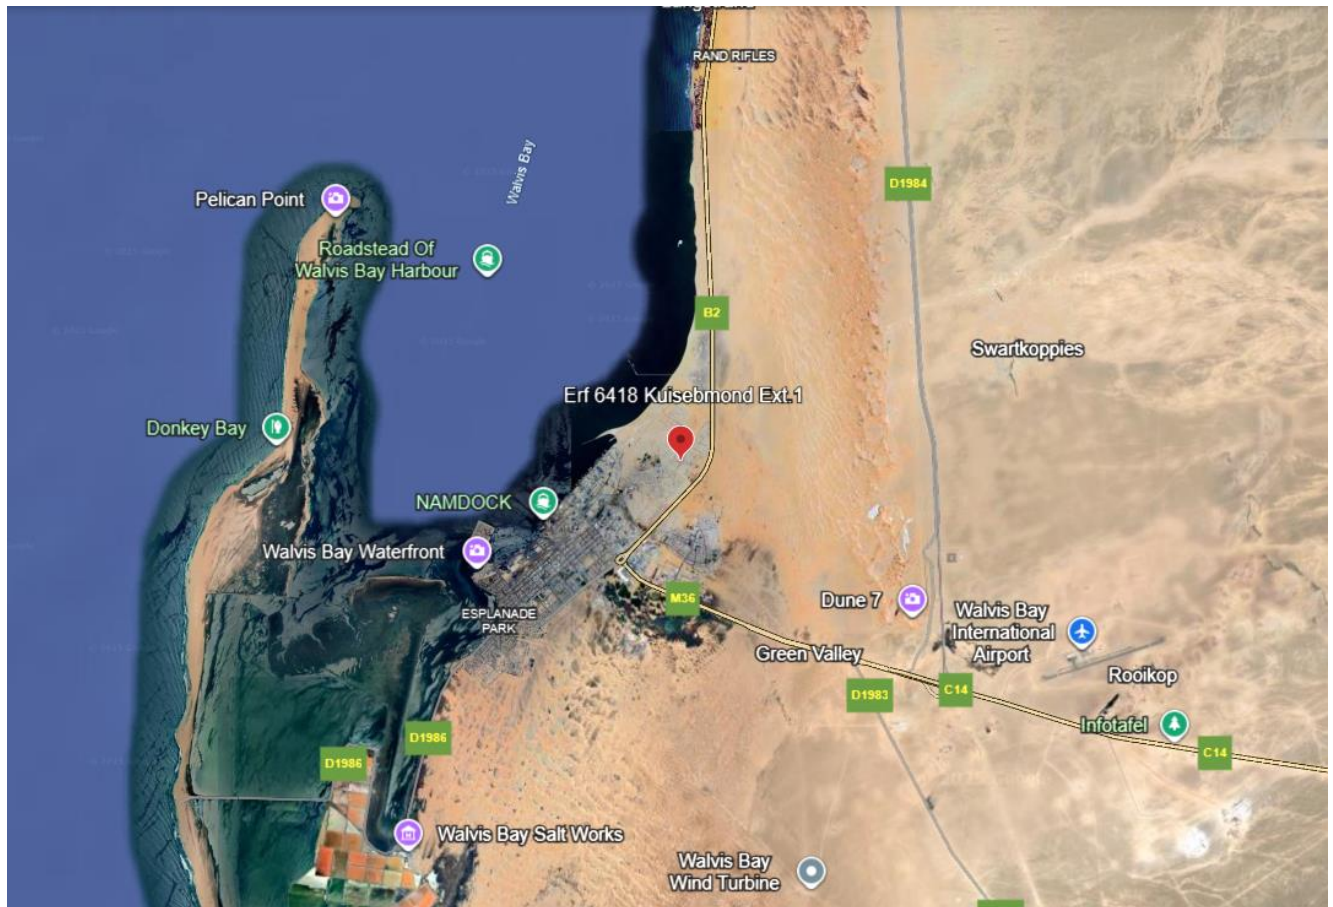 RAND RIFLES
Walvis Bay
D1984
Pelican Point
Roadstead Of
Walvis Bay Harbour
B2
Swartkoppies
Erf 6418 Kuisebmond Ext.1
Donkey Bay
NAMDOCK
Walvis Bay Waterfront
ESPLANADE
PARK
M36
Dune 7
Walvis Bay
International
Airport
Green Valley
Rooikop
D1983
C14
Infotafel
C14
D1986
D1986
Walvis Bay Salt Works
Walvis Bay
Wind Turbine